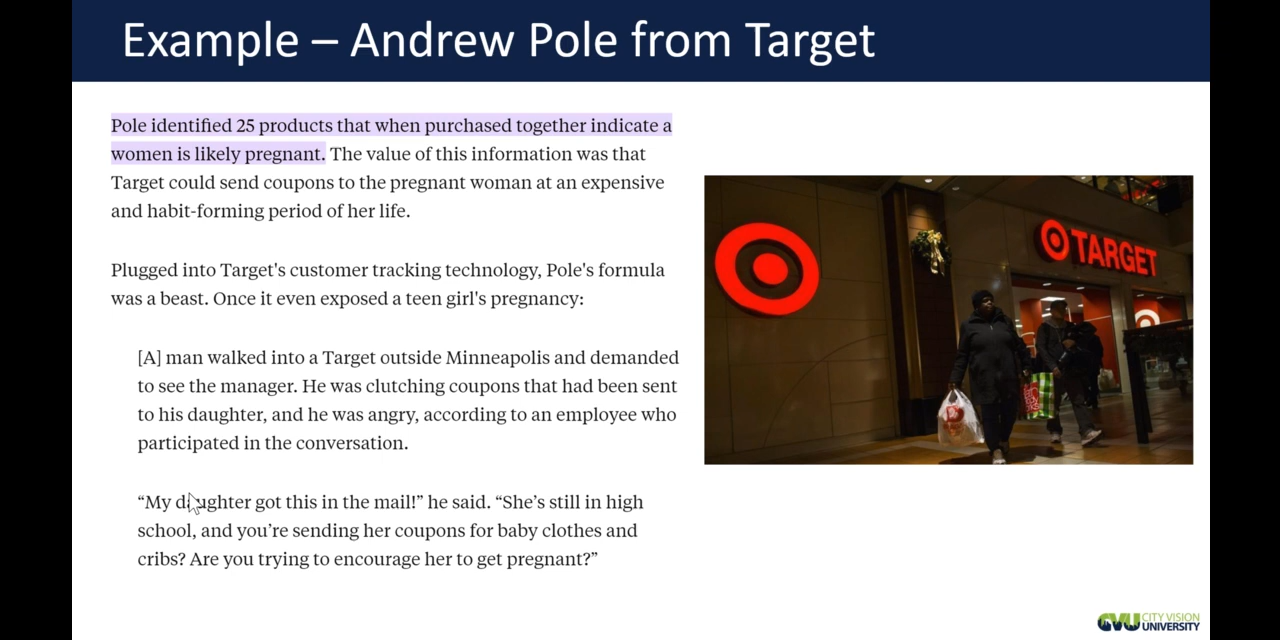 Example – Andrew Pole from Target
Pole identified 25 products that when purchased together indicate a
women is likely pregnant. The value of this information was that
Target could send coupons to the pregnant woman at an expensive
and habit-forming period of her life.
Plugged into Target's customer tracking technology, Pole's formula
was a beast. Once it even exposed a teen girl's pregnancy:
[A] man walked into a Target outside Minneapolis and demanded
to see the manager. He was clutching coupons that had been sent
to his daughter, and he was angry, according to an employee who
participated in the conversation.
“My daughter got this in the mail!” he said. “She’s still in high
school, and you’re sending her coupons for baby clothes and
cribs? Are you trying to encourage her to get pregnant?”
TARGET
CVU CITY VISION
UNIVERSITY